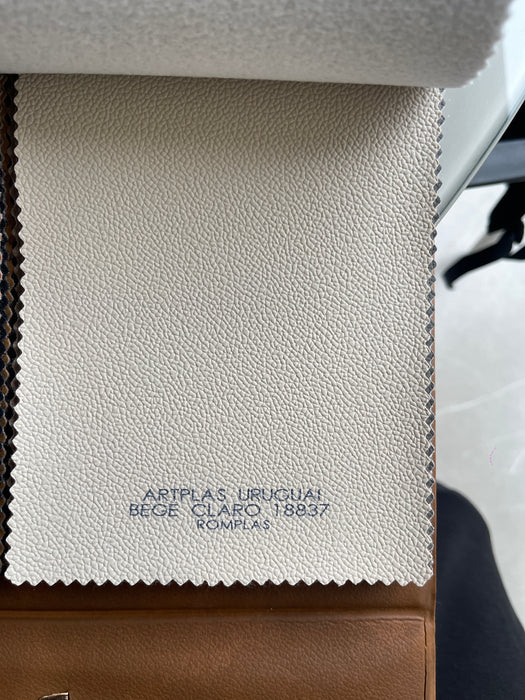 ARTPLAS URUGUAI
BEGE CLARO 18837
ROMPLAS